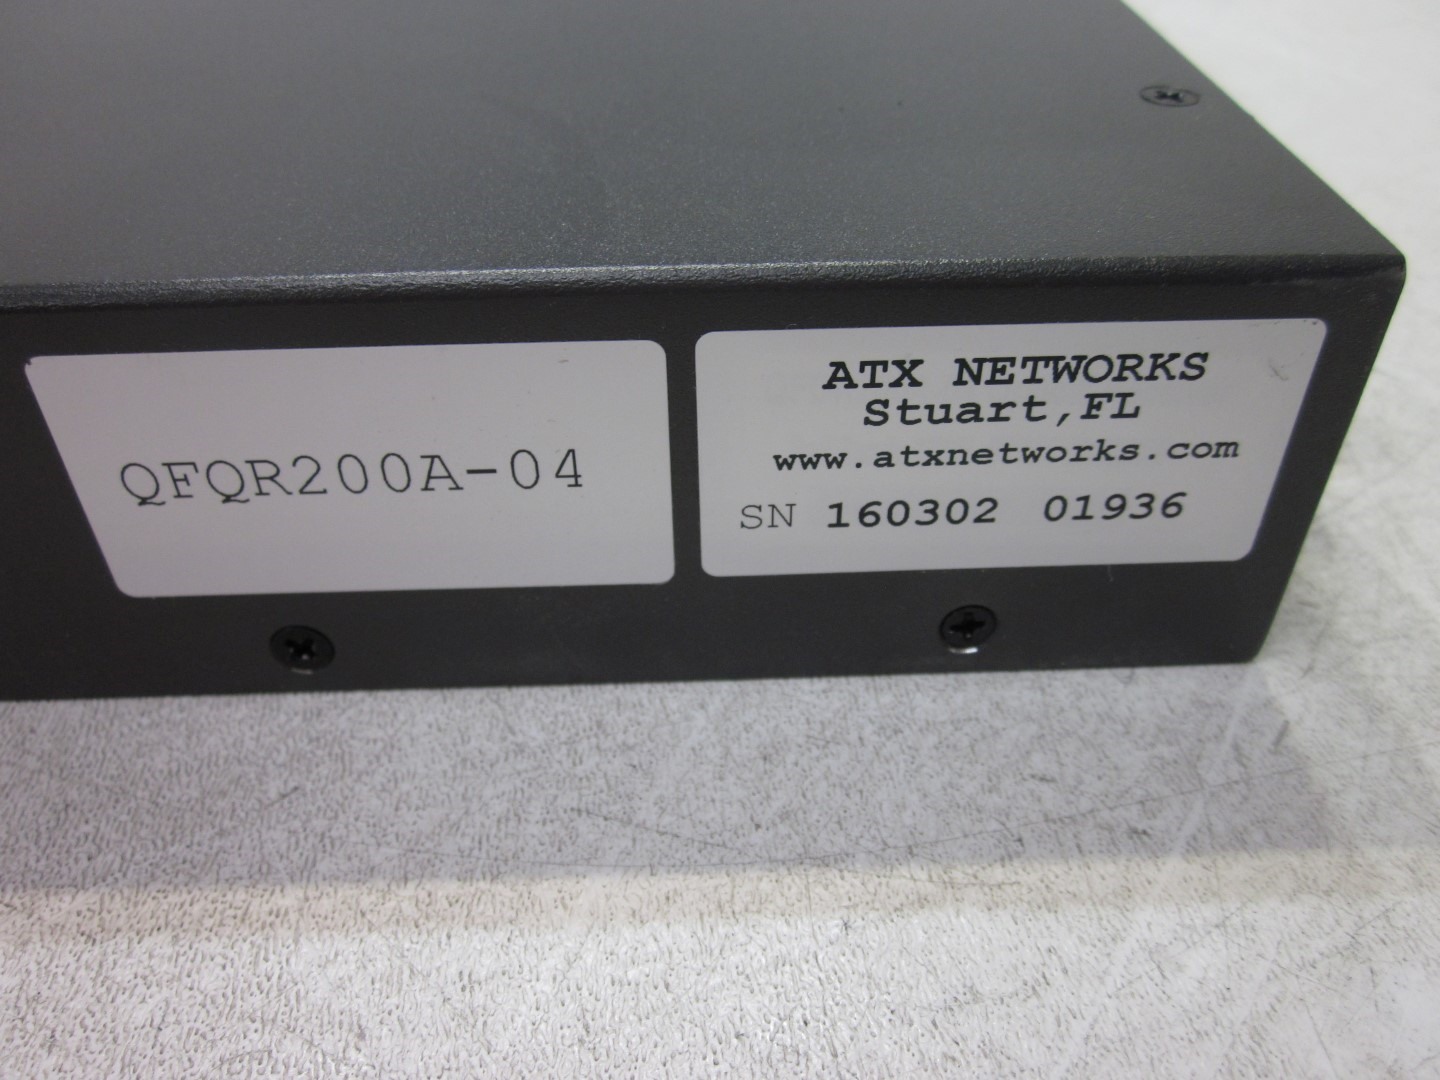 QFQR200A-04
ATX NETWORKS
Stuart,FL
www.atxnetworks.com
SN 160302 01936